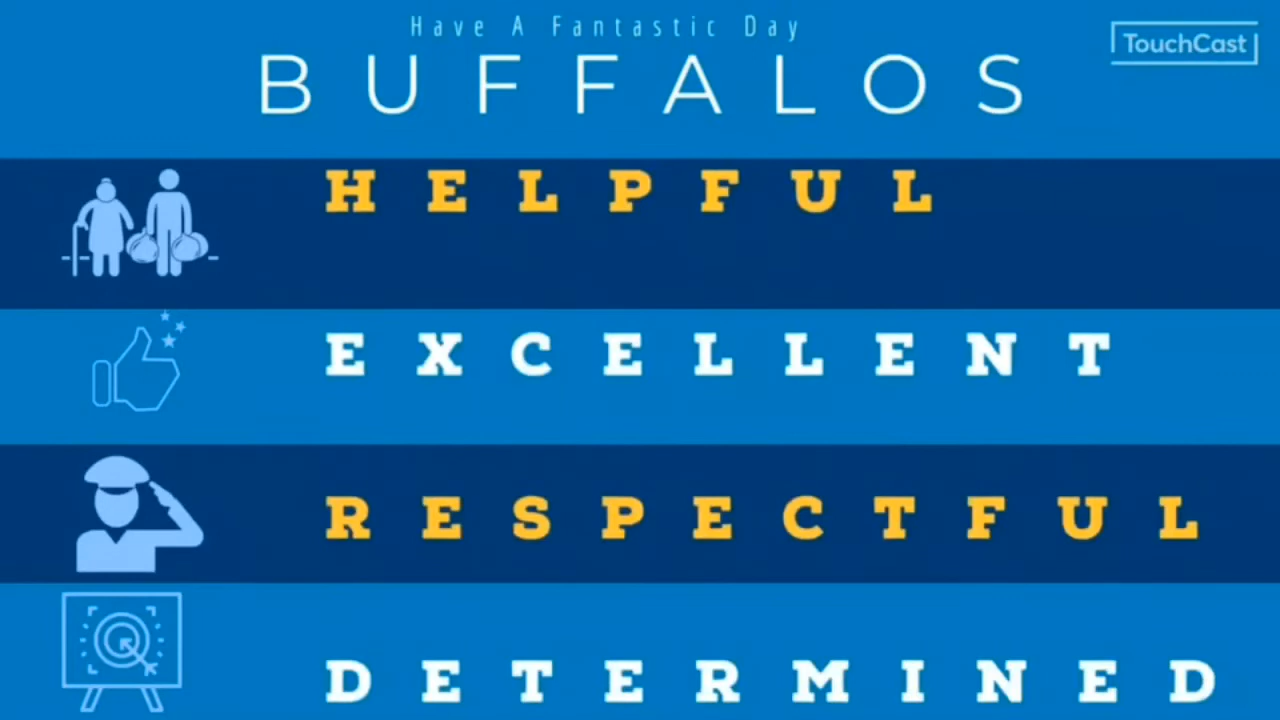 Have A Fantastic Day
TouchCast
BUFFALOS
HELPFUL
EXCELLENT
RESPECTFUL
DETERMINED